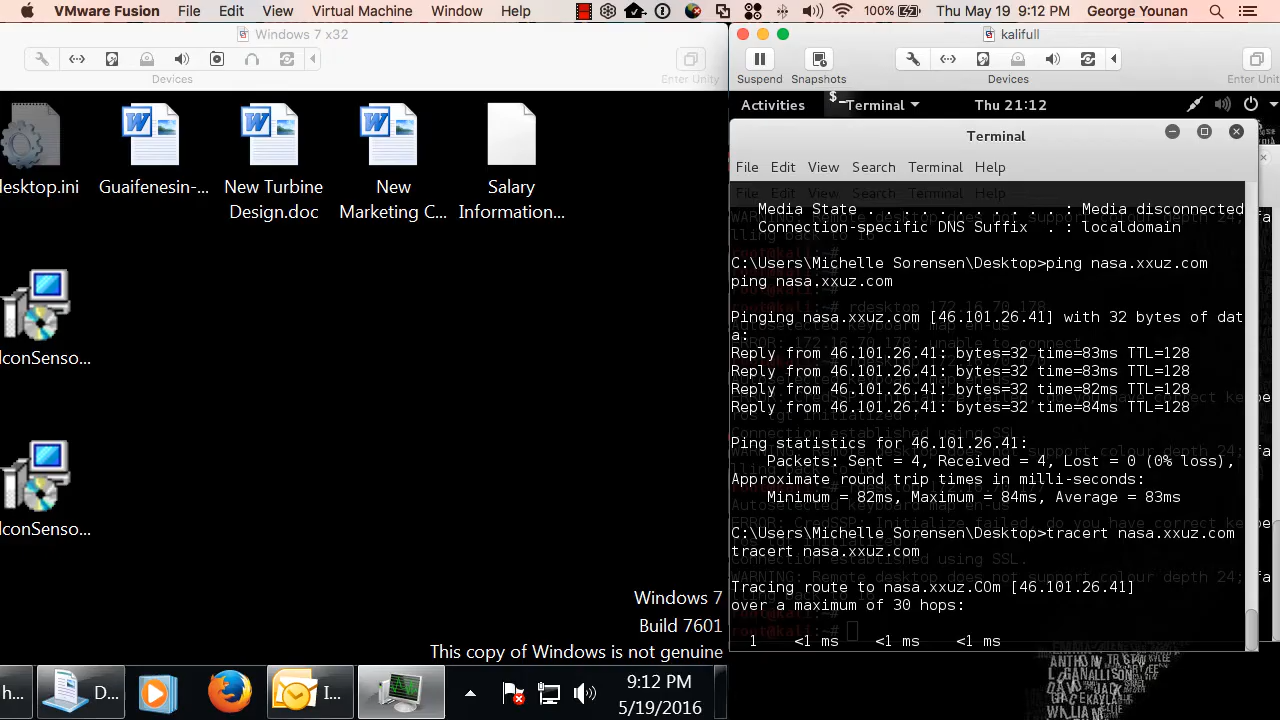 VMware Fusion File Edit View Virtual Machine Window Help 100% Thu May 19 9:12 PM George Younan
Windows 7 x32
Devices
Enter Unity
desktop.ini
Guaifenesin-...
New Turbine
Design.doc
New
Marketing C...
Salary
Information...
IconSenso...
IconSenso...
Windows 7
Build 7601
This copy of Windows is not genuine
h...
D...
I...
9:12 PM
5/19/2016
kalifull
Suspend Snapshots Devices Enter Unit
Activities Terminal Thu 21:12
Terminal
File Edit View Search Terminal Help
File Edit View Search Terminal Help
Media State . . . . . . . . . . . : Media disconnected
Connection-specific DNS Suffix . : localdomain
C:\Users\Michelle Sorensen\Desktop>ping nasa.xxuz.com
ping nasa.xxuz.com
Pinging nasa.xxuz.com [46.101.26.41] with 32 bytes of dat
a:
Reply from 46.101.26.41: bytes=32 time=83ms TTL=128
Reply from 46.101.26.41: bytes=32 time=83ms TTL=128
Reply from 46.101.26.41: bytes=32 time=82ms TTL=128
Reply from 46.101.26.41: bytes=32 time=84ms TTL=128
Ping statistics for 46.101.26.41:
Packets: Sent = 4, Received = 4, Lost = 0 (0% loss),
Approximate round trip times in milli-seconds:
Minimum = 82ms, Maximum = 84ms, Average = 83ms
C:\Users\Michelle Sorensen\Desktop>tracert nasa.xxuz.com
tracert nasa.xxuz.com
Tracing route to nasa.xxuz.COm [46.101.26.41]
over a maximum of 30 hops:
1 <1 ms <1 ms <1 ms